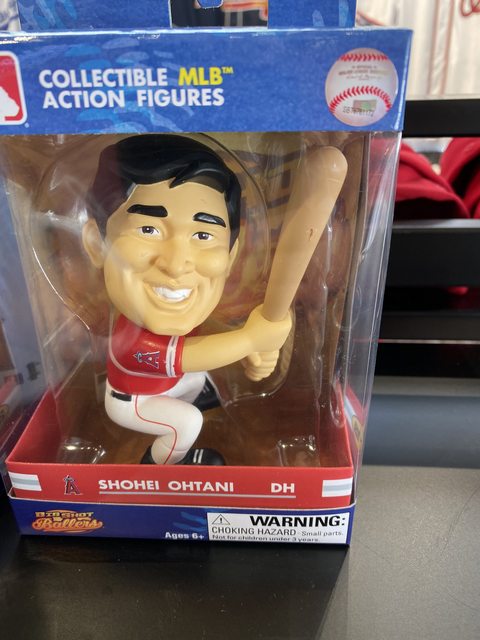 COLLECTIBLE MLB™
ACTION FIGURES
A
A SHOHEI OHTANI DH
BIG SHOT
Ballers
Ages 6+
WARNING:
CHOKING HAZARD - Small parts.
Not for children under 3 years.